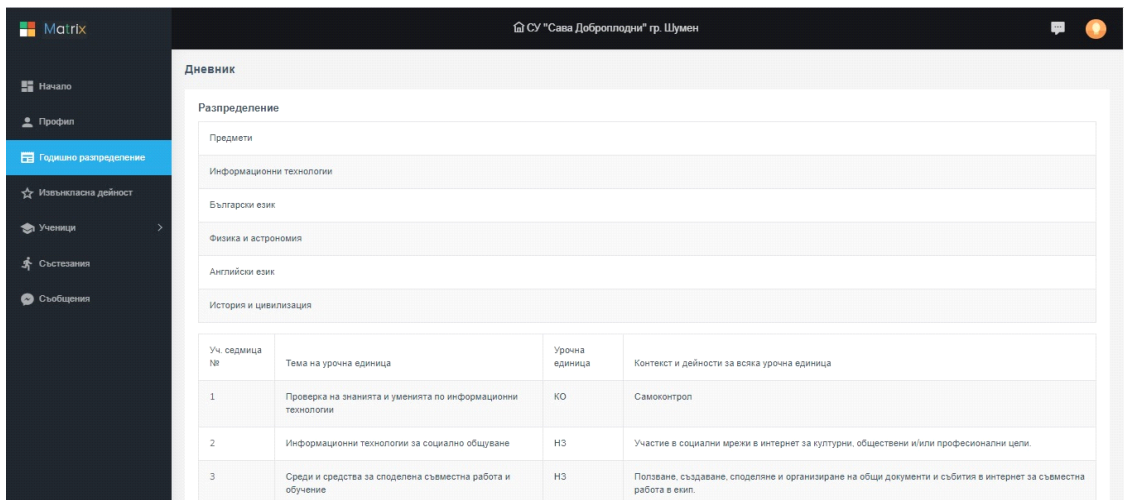 Matrix
СУ "Сава Доброплодни" гр. Шумен
Начало
Профил
Годишно разпределение
Извънкласна дейност
Ученици
Състезания
Съобщения
Дневник
Разпределение
Предмети
Информационни технологии
Български език
Физика и астрономия
Английски език
История и цивилизация
Уч. седмица
№
Тема на урочна единица
Урочна
единица
Контекст и дейности за всяка урочна единица
1
Проверка на знанията и уменията по информационни
технологии
КО
Самоконтрол
2
Информационни технологии за социално общуване
НЗ
Участие в социални мрежи в интернет за културни, обществени и/или професионални цели.
3
Среди и средства за споделена съвместна работа и
обучение
НЗ
Ползване, създаване, споделяне и организиране на общи документи и събития в интернет за съвместна
работа в екип.